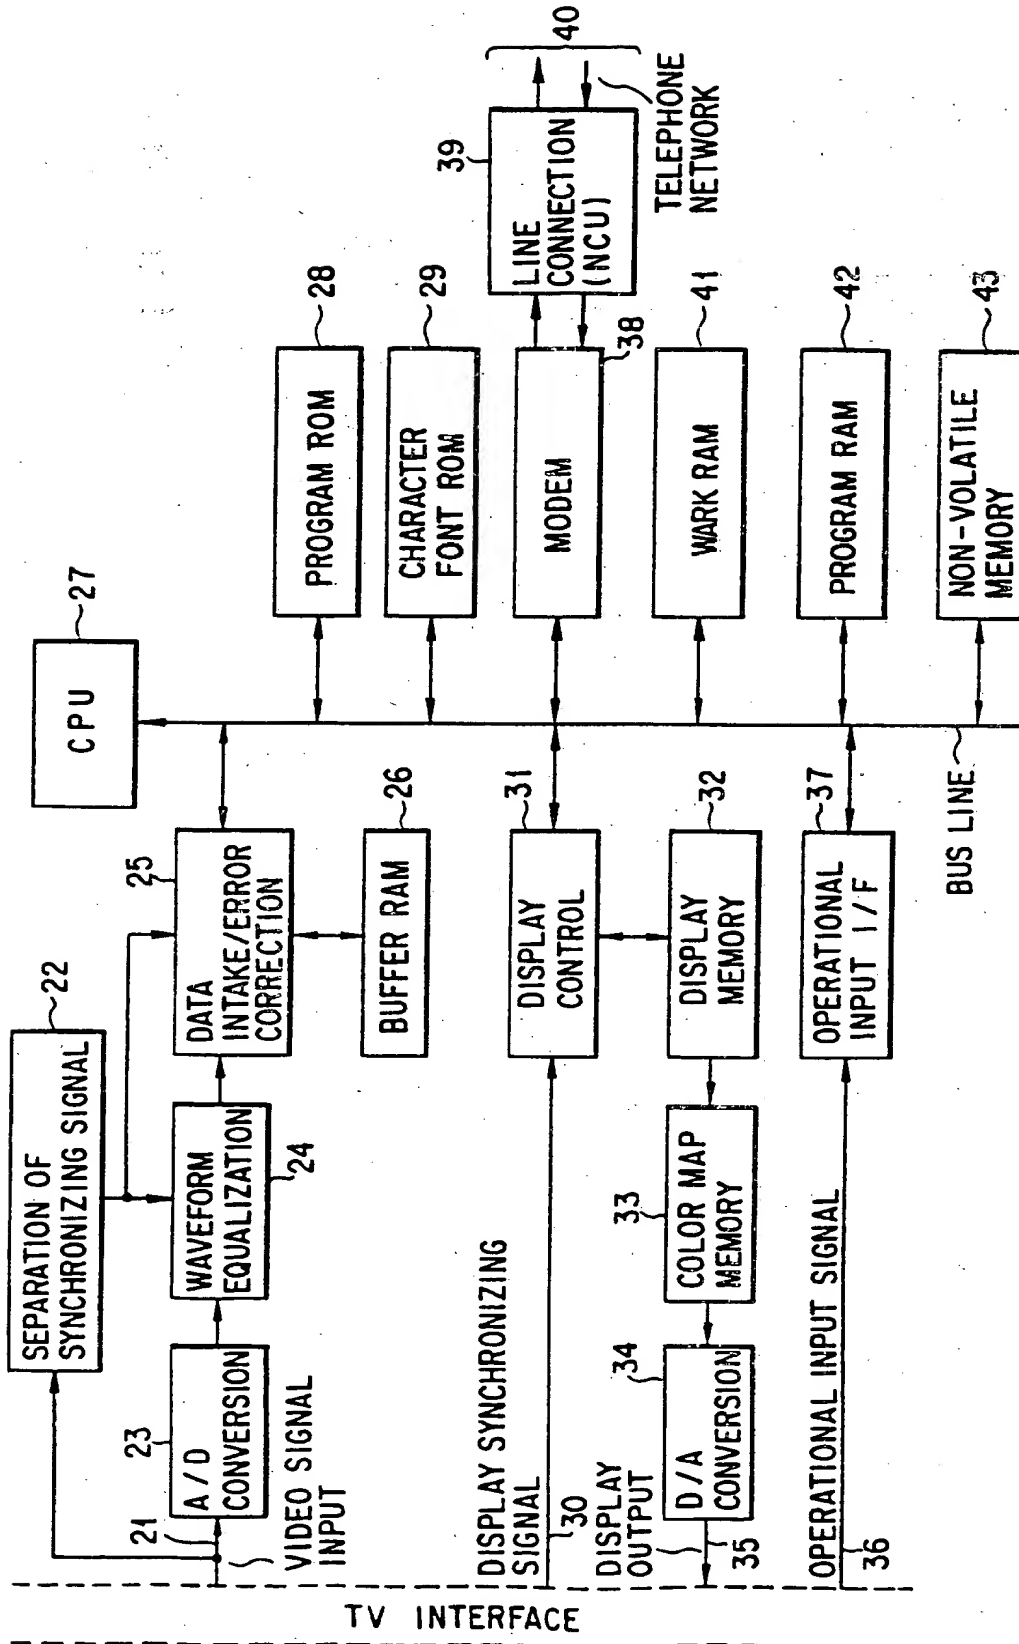 22
SEPARATION OF
SYNCHRONIZING SIGNAL
27
CPU
21
23
A/D
CONVERSION
WAVEFORM
EQUALIZATION
24
25
DATA
INTAKE/ERROR
CORRECTION
VIDEO SIGNAL
INPUT
BUFFER RAM
26
PROGRAM ROM
28
CHARACTER
FONT ROM
29
DISPLAY SYNCHRONIZING
SIGNAL
30
31
DISPLAY
CONTROL
MODEM
38
39
LINE
CONNECTION
(NCU)
40
TELEPHONE
NETWORK
DISPLAY
OUTPUT
35
34
D/A
CONVERSION
33
COLOR MAP
MEMORY
DISPLAY
MEMORY
32
WARK RAM
41
OPERATIONAL INPUT SIGNAL
36
37
OPERATIONAL
INPUT I/F
PROGRAM RAM
42
BUS LINE
NON-VOLATILE
MEMORY
43
TV INTERFACE